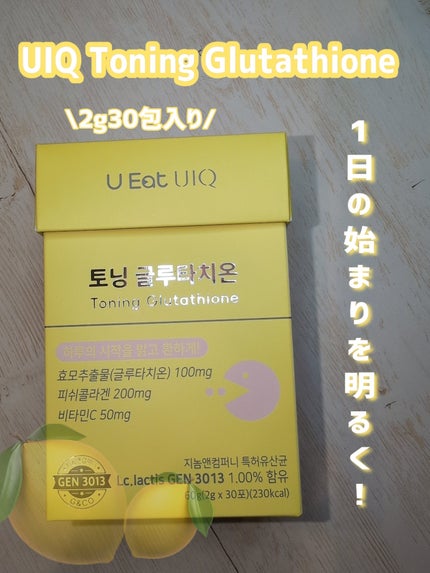 UIQ Toning Glutathione
\2g30包入り/
1日の始まりを明るく!
U Eat UIQ
토닝 글루타치온
Toning Glutathione
하루의 시작을 맑고 환하게!
효모추출물(글루타치온) 100mg
피쉬콜라겐 200mg
비타민C 50mg
지놈앤컴퍼니 특허유산균
Lc.lactis GEN 3013 1.00% 함유
60g(2g x 30포)(230kcal)
GEN 3013
G&CO